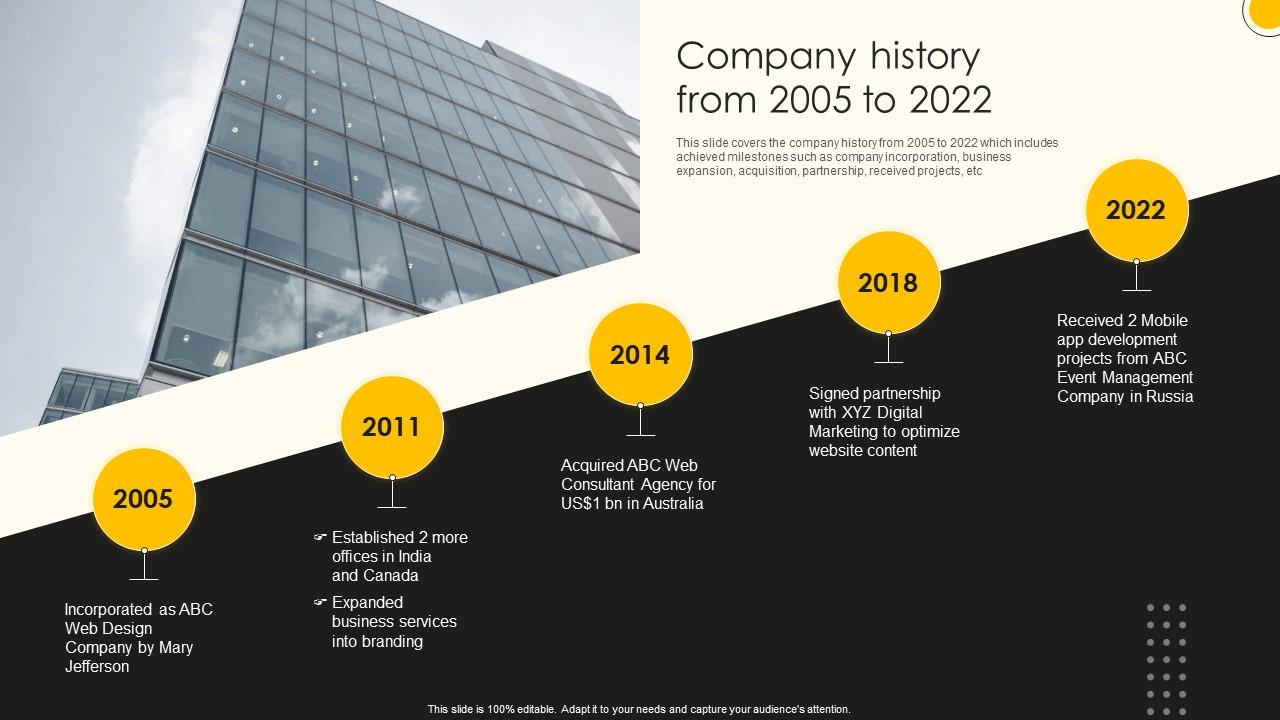 Company history
from 2005 to 2022
This slide covers the company history from 2005 to 2022 which includes
achieved milestones such as company incorporation, business
expansion, acquisition, partnership, received projects, etc
2005
Incorporated as ABC
Web Design
Company by Mary
Jefferson
2011
☞ Established 2 more
offices in India
and Canada
☞ Expanded
business services
into branding
2014
Acquired ABC Web
Consultant Agency for
US$1 bn in Australia
2018
Signed partnership
with XYZ Digital
Marketing to optimize
website content
2022
Received 2 Mobile
app development
projects from ABC
Event Management
Company in Russia
This slide is 100% editable. Adapt it to your needs and capture your audience's attention.